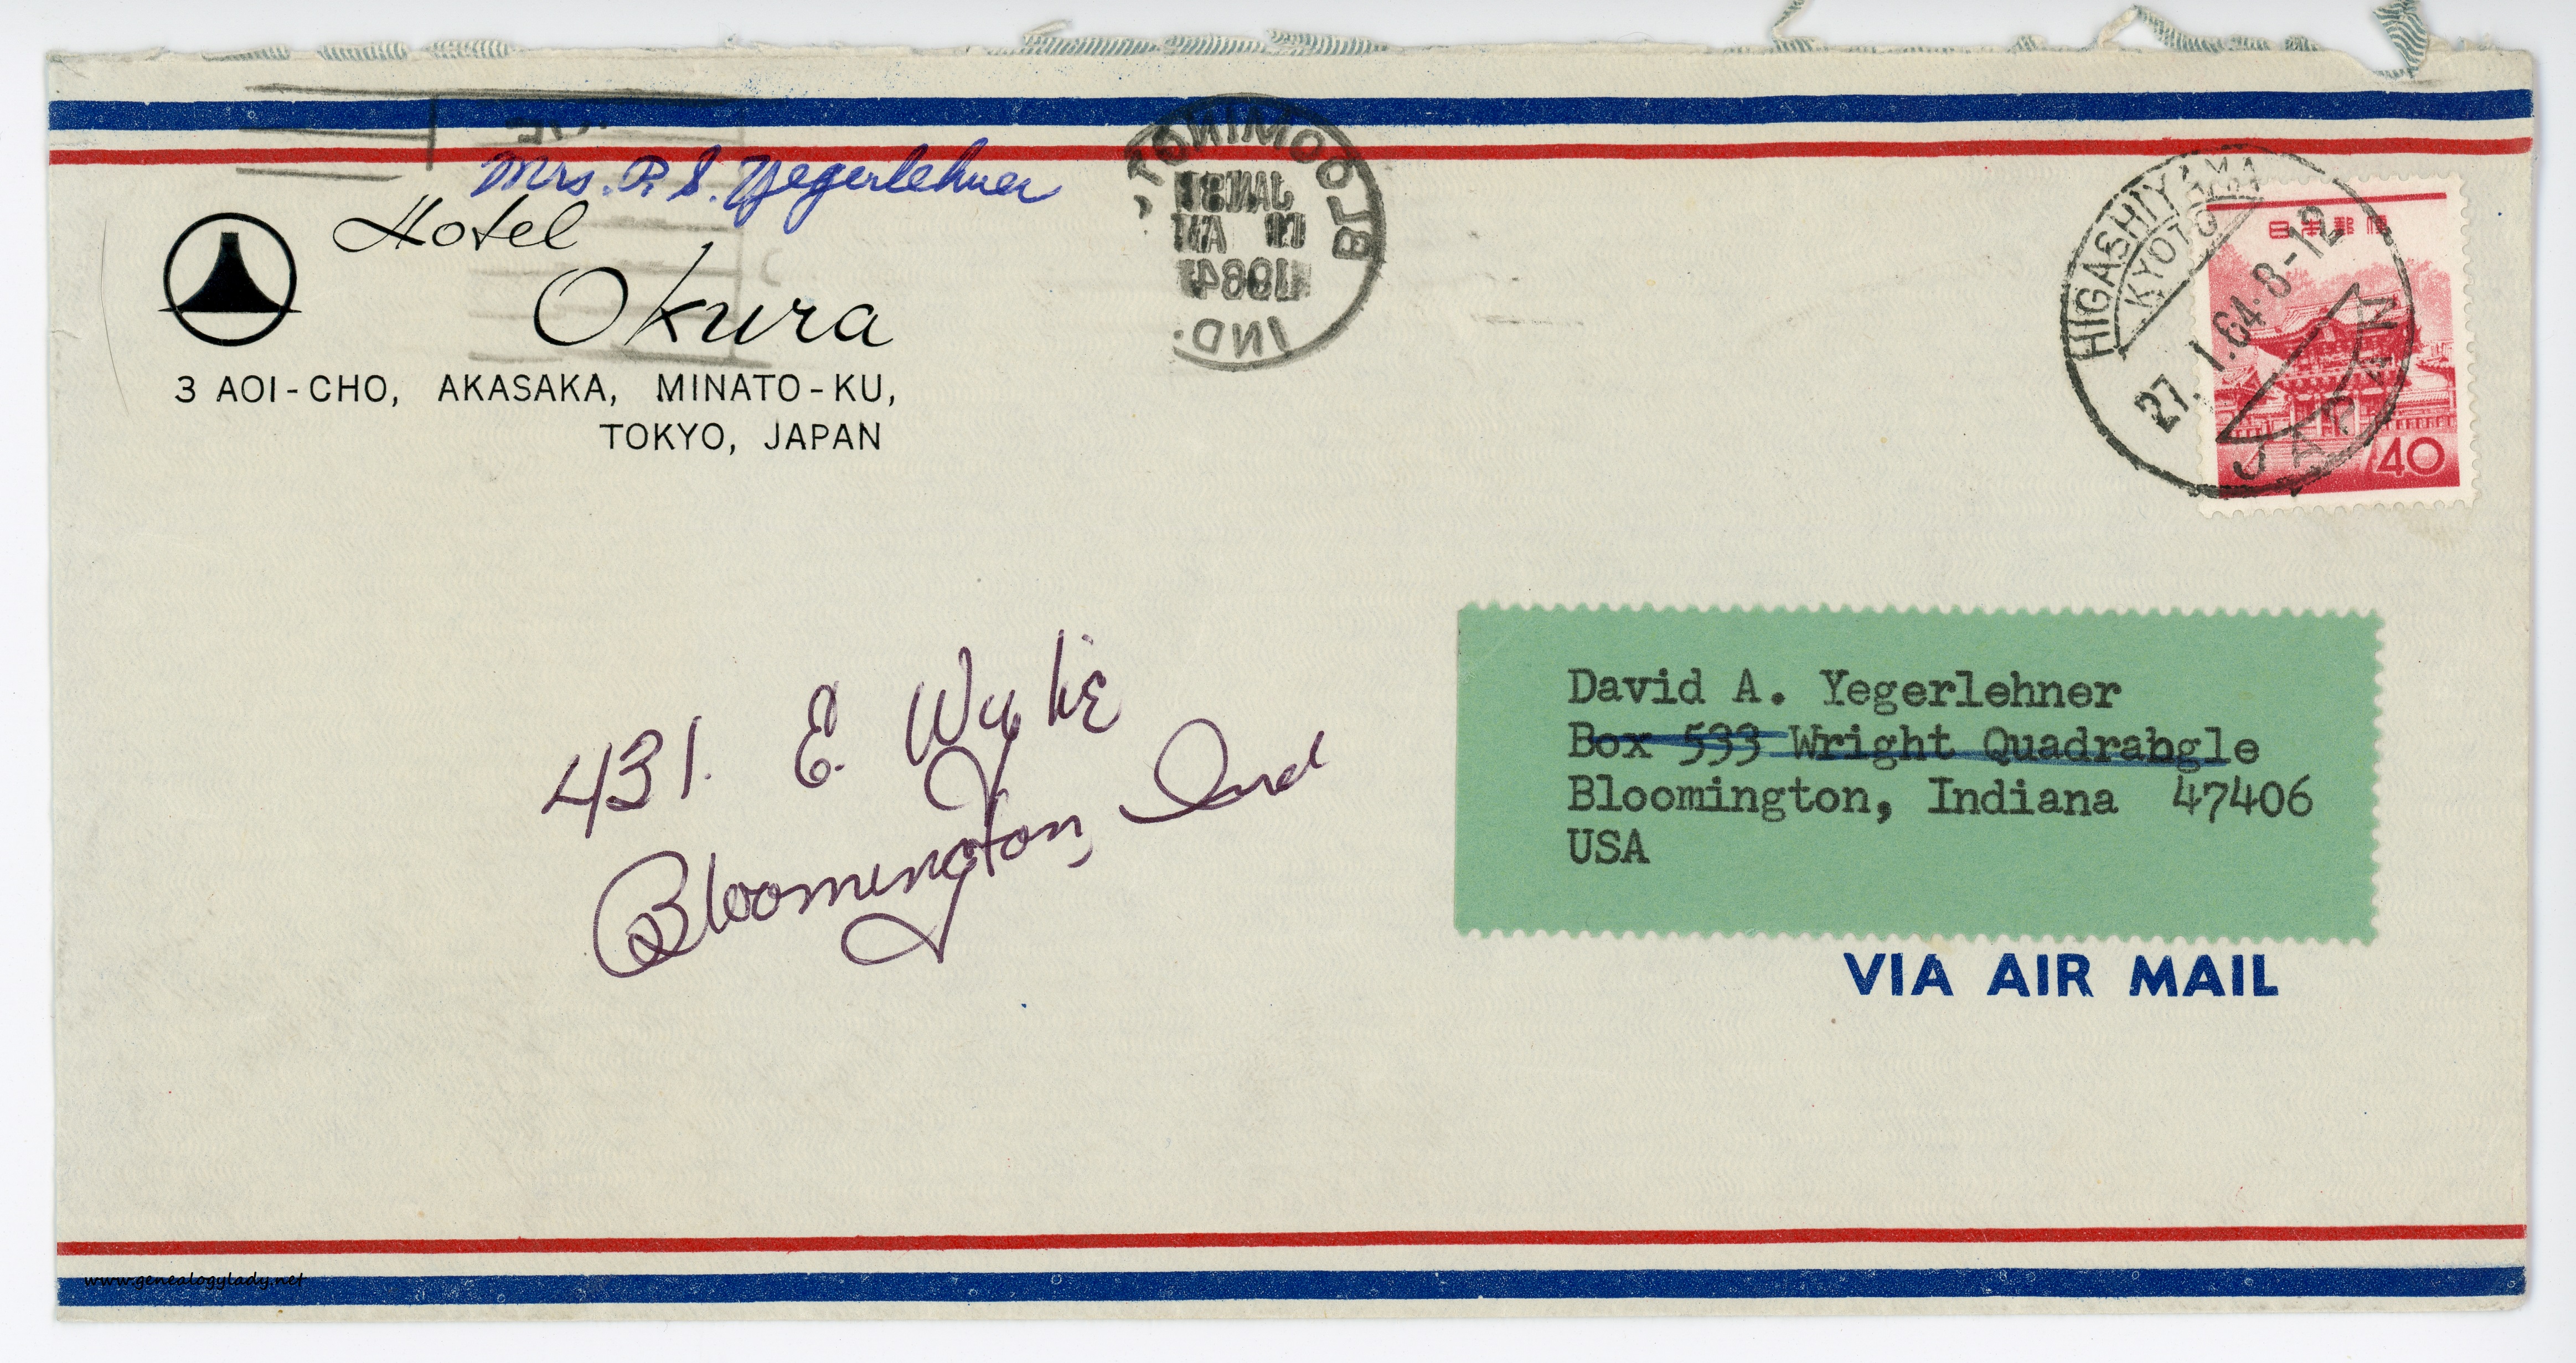 Mrs. P. S. Yegerlehner
Hotel
Okura
3 AOI-CHO, AKASAKA, MINATO-KU,
TOKYO, JAPAN
BLOOMINGTON
JAN 31
1964
IND.
HIGASHIYAMA
KYOTO
27.1.64.8-12
JAPAN
日本郵便
40
431. E. Wylie
Bloomington, Ind
David A. Yegerlehner
Box 533 Wright Quadrangle
Bloomington, Indiana 47406
USA
VIA AIR MAIL
www.genealogylady.net